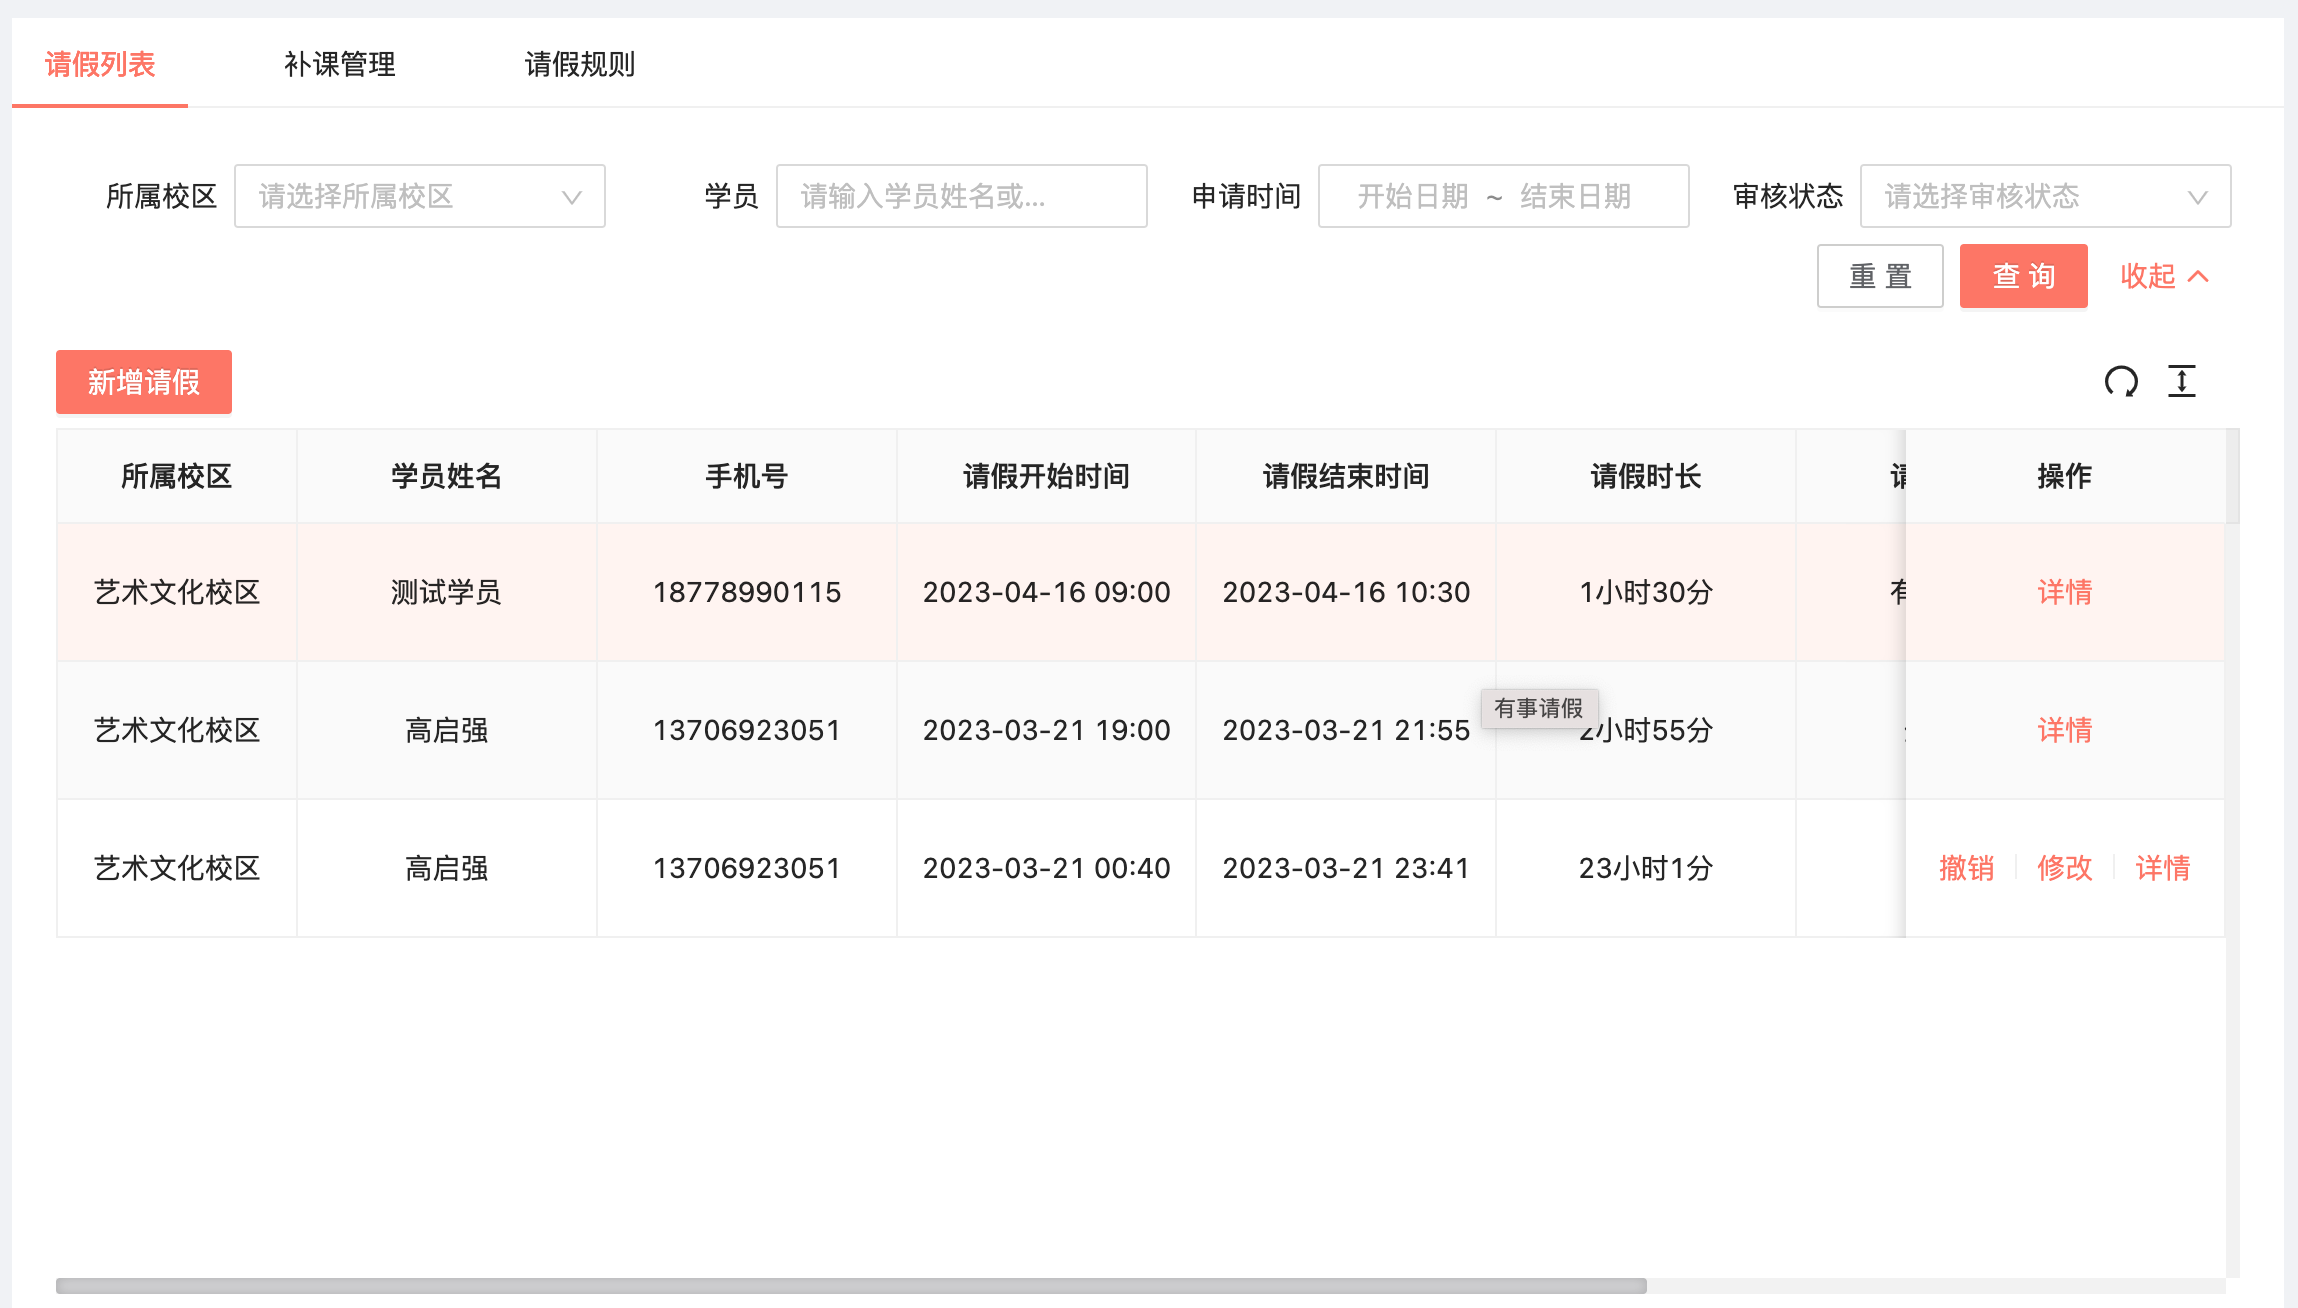 请假列表 补课管理 请假规则
所属校区 请选择所属校区 学员 请输入学员姓名或... 申请时间 开始日期 ~ 结束日期 审核状态 请选择审核状态
重置 查询 收起
新增请假
所属校区 学员姓名 手机号 请假开始时间 请假结束时间 请假时长 请 操作
艺术文化校区 测试学员 18778990115 2023-04-16 09:00 2023-04-16 10:30 1小时30分 有 详情
有事请假
艺术文化校区 高启强 13706923051 2023-03-21 19:00 2023-03-21 21:55 2小时55分 详情
艺术文化校区 高启强 13706923051 2023-03-21 00:40 2023-03-21 23:41 23小时1分 撤销 修改 详情